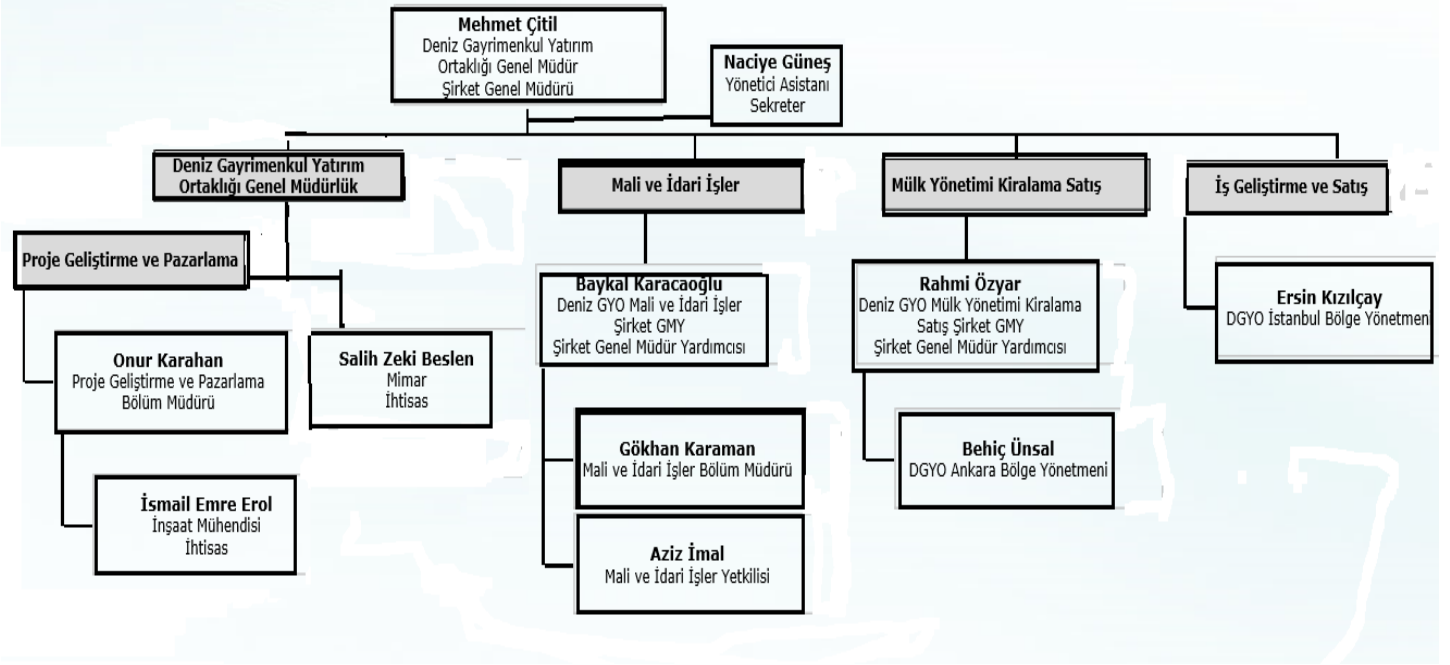 Mehmet Çitil
Deniz Gayrimenkul Yatırım
Ortaklığı Genel Müdür
Şirket Genel Müdürü
Naciye Güneş
Yönetici Asistanı
Sekreter
Deniz Gayrimenkul Yatırım
Ortaklığı Genel Müdürlük
Mali ve İdari İşler
Mülk Yönetimi Kiralama Satış
İş Geliştirme ve Satış
Proje Geliştirme ve Pazarlama
Onur Karahan
Proje Geliştirme ve Pazarlama
Bölüm Müdürü
Salih Zeki Beslen
Mimar
İhtisas
İsmail Emre Erol
İnşaat Mühendisi
İhtisas
Baykal Karacaoğlu
Deniz GYO Mali ve İdari İşler
Şirket GMY
Şirket Genel Müdür Yardımcısı
Gökhan Karaman
Mali ve İdari İşler Bölüm Müdürü
Aziz İmal
Mali ve İdari İşler Yetkilisi
Rahmi Özyar
Deniz GYO Mülk Yönetimi Kiralama
Satış Şirket GMY
Şirket Genel Müdür Yardımcısı
Behiç Ünsal
DGYO Ankara Bölge Yönetmeni
Ersin Kızılçay
DGYO İstanbul Bölge Yönetmeni